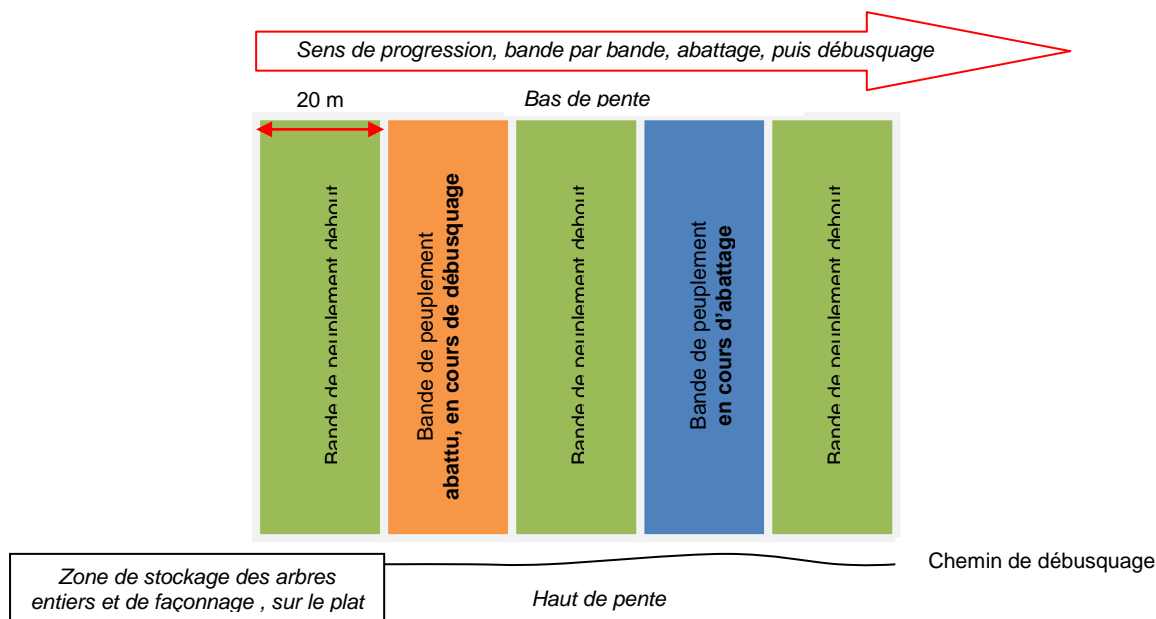 Sens de progression, bande par bande, abattage, puis débusquage
20 m
Bas de pente
Bande de peuplement debout
Bande de peuplement
abattu, en cours de débusquage
Bande de peuplement debout
Bande de peuplement
en cours d'abattage
Bande de peuplement debout
Chemin de débusquage
Zone de stockage des arbres
entiers et de façonnage , sur le plat
Haut de pente